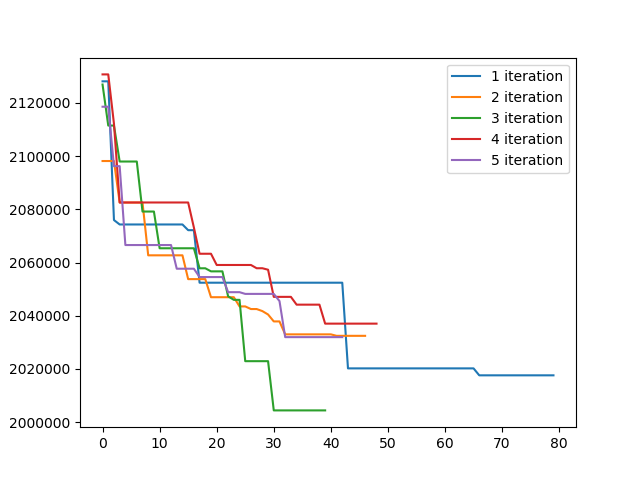 2120000
2100000
2080000
2060000
2040000
2020000
2000000
0 10 20 30 40 50 60 70 80
1 iteration
2 iteration
3 iteration
4 iteration
5 iteration